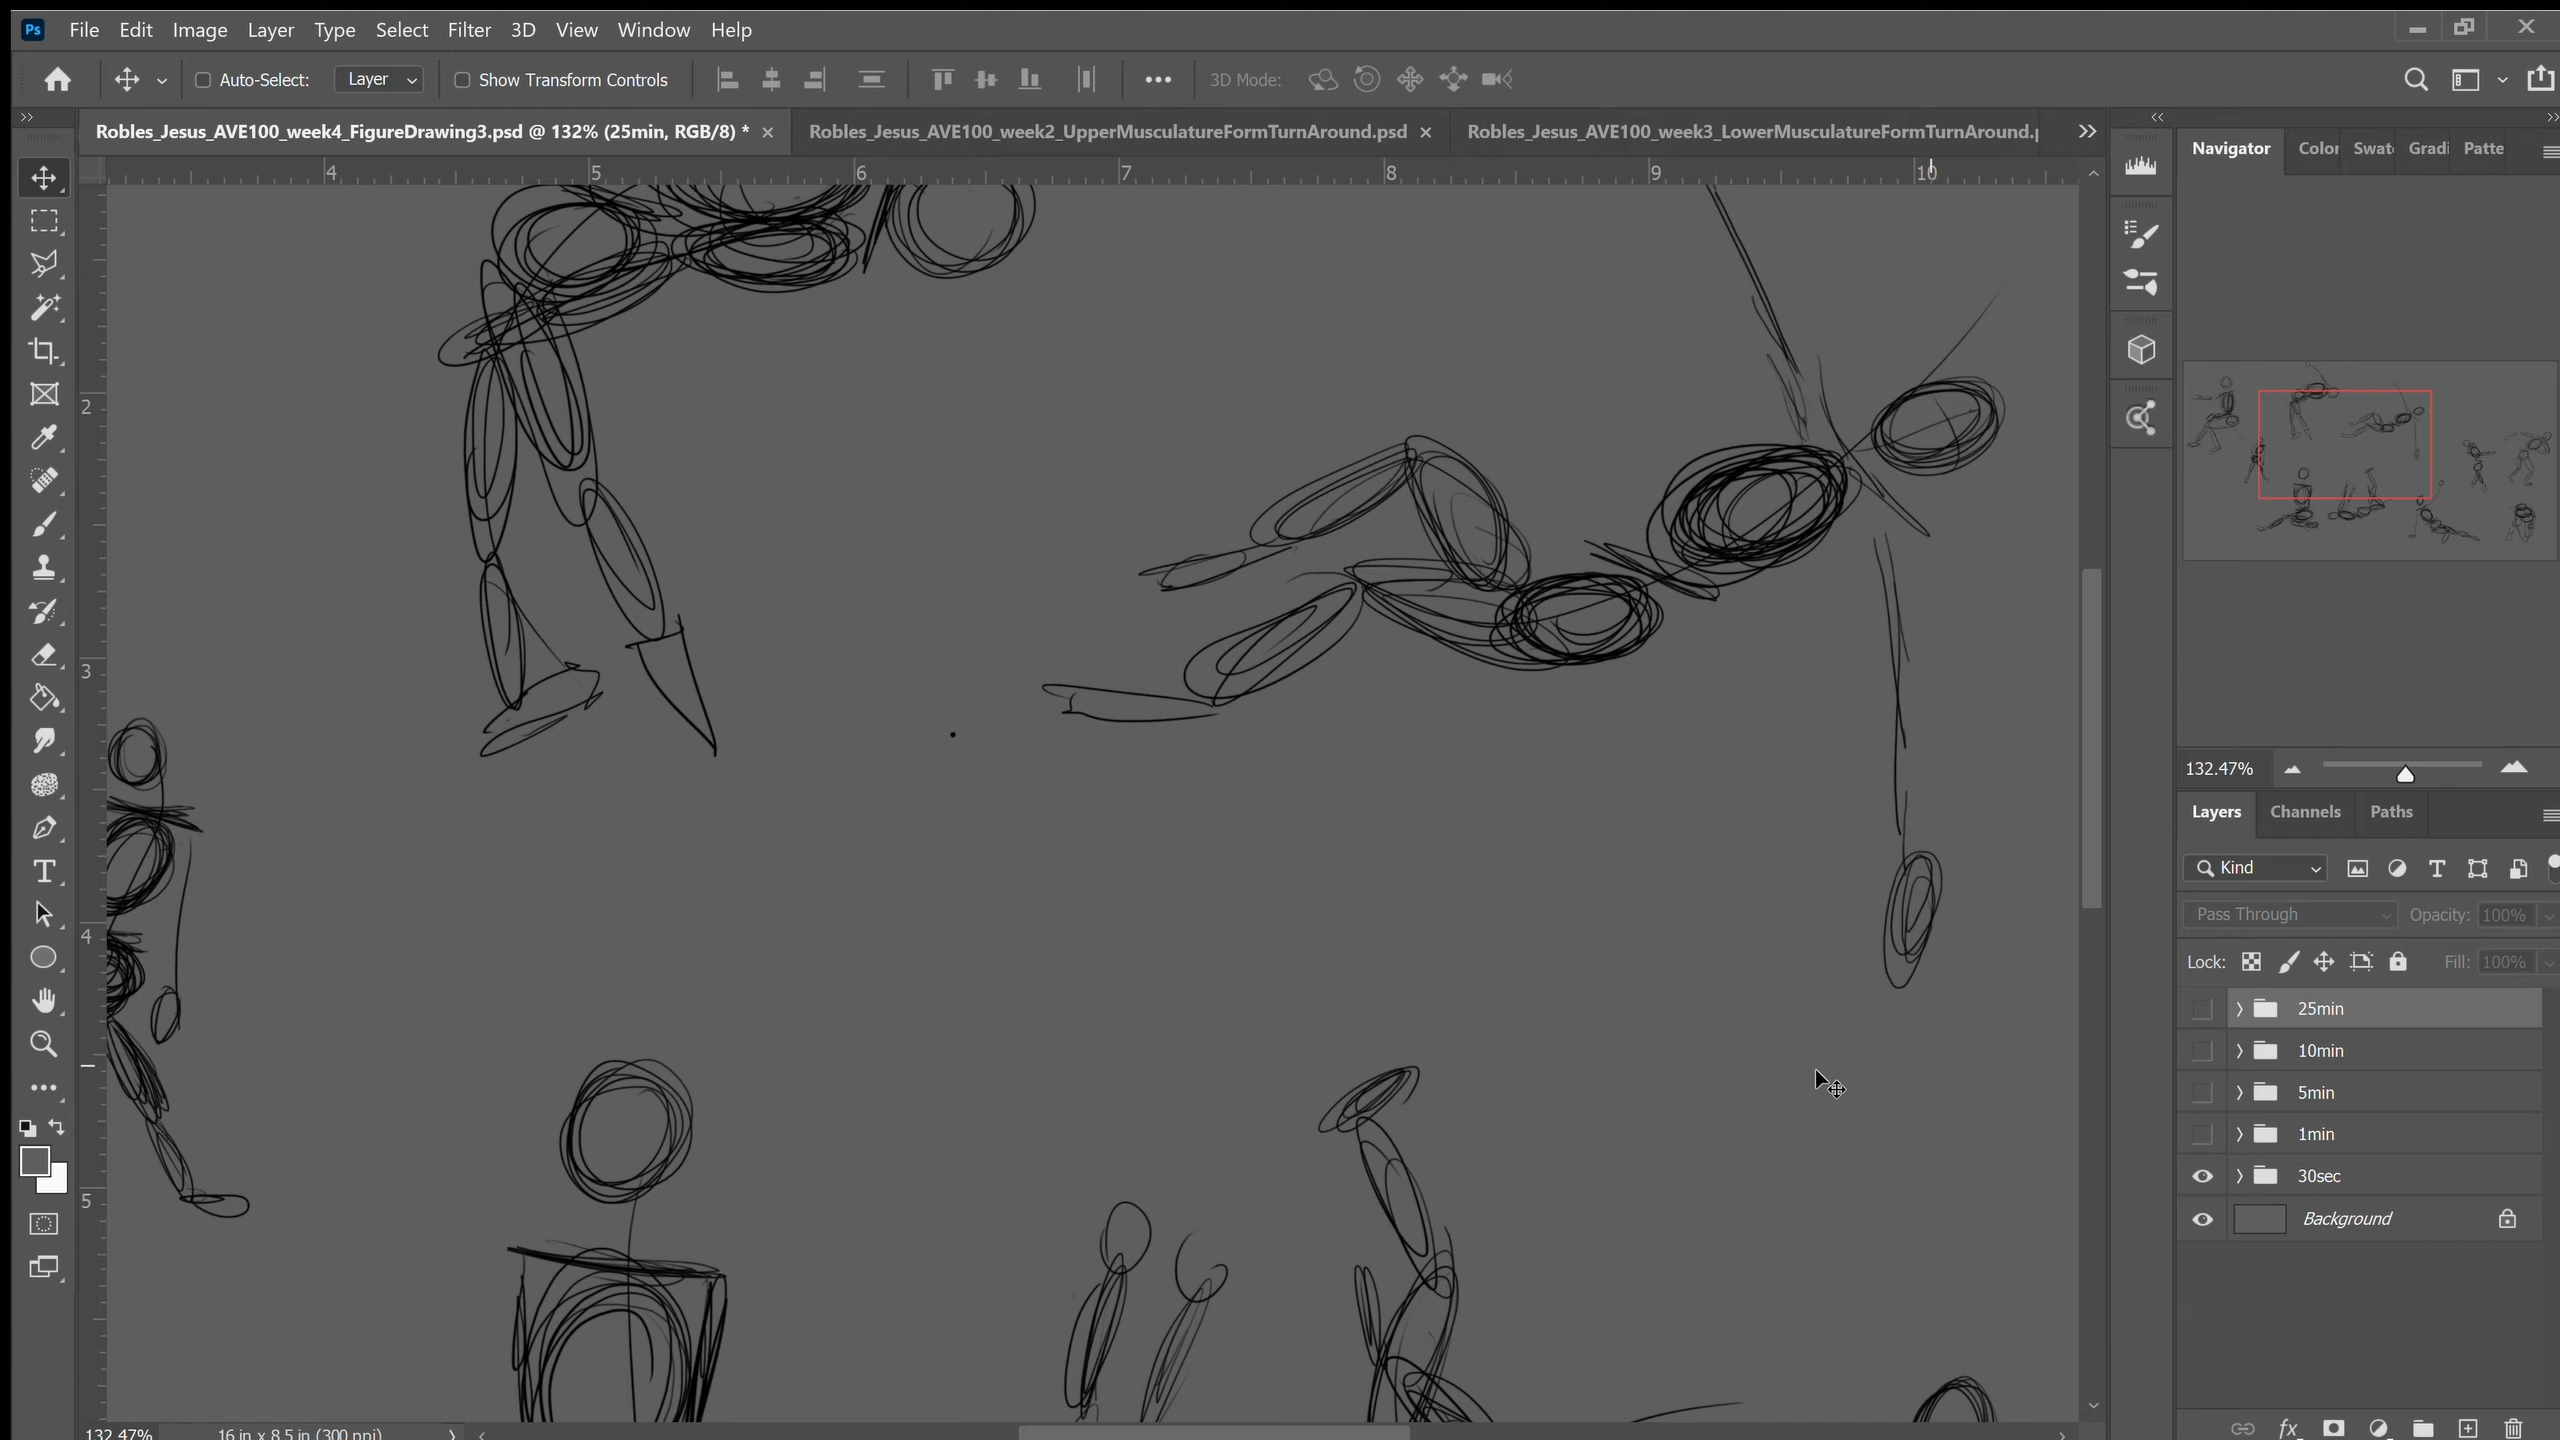 Ps File Edit Image Layer Type Select Filter 3D View Window Help
Auto-Select: Layer Show Transform Controls 3D Mode:
Robles_Jesus_AVE100_week4_FigureDrawing3.psd @ 132% (25min, RGB/8) * Robles_Jesus_AVE100_week2_UpperMusculatureFormTurnAround.psd Robles_Jesus_AVE100_week3_LowerMusculatureFormTurnAround.p
Navigator Color Swat Gradi Patte
4 5 6 7 8 9 10
2
3
4
5
132.47%
Layers Channels Paths
Kind
Pass Through Opacity: 100%
Lock: Fill: 100%
25min
10min
5min
1min
30sec
Background
132.47% 16 in x 8.5 in (300 ppi)